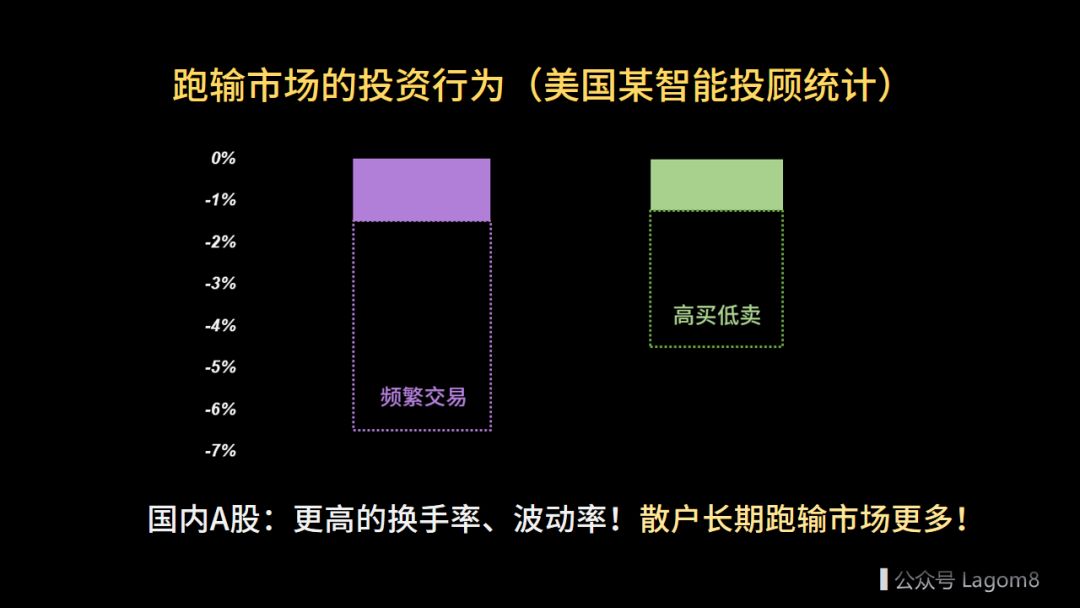 跑输市场的投资行为（美国某智能投顾统计）
0%
-1%
-2%
-3%
-4%
-5%
-6%
-7%
高买低卖
频繁交易
国内A股：更高的换手率、波动率！散户长期跑输市场更多！
公众号 Lagom8